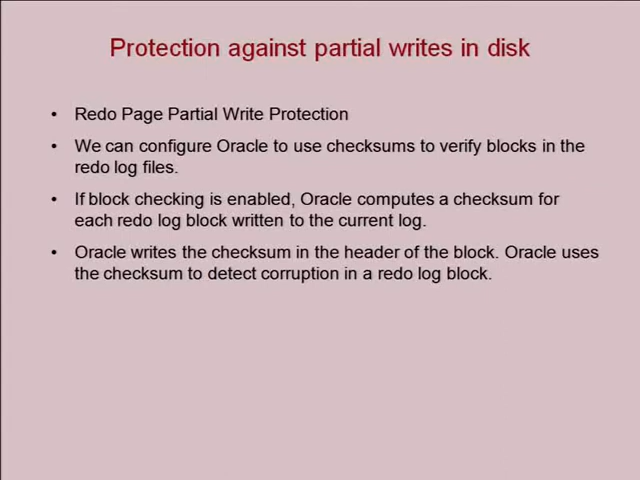 Protection against partial writes in disk
• Redo Page Partial Write Protection
• We can configure Oracle to use checksums to verify blocks in the
redo log files.
• If block checking is enabled, Oracle computes a checksum for
each redo log block written to the current log.
• Oracle writes the checksum in the header of the block. Oracle uses
the checksum to detect corruption in a redo log block.